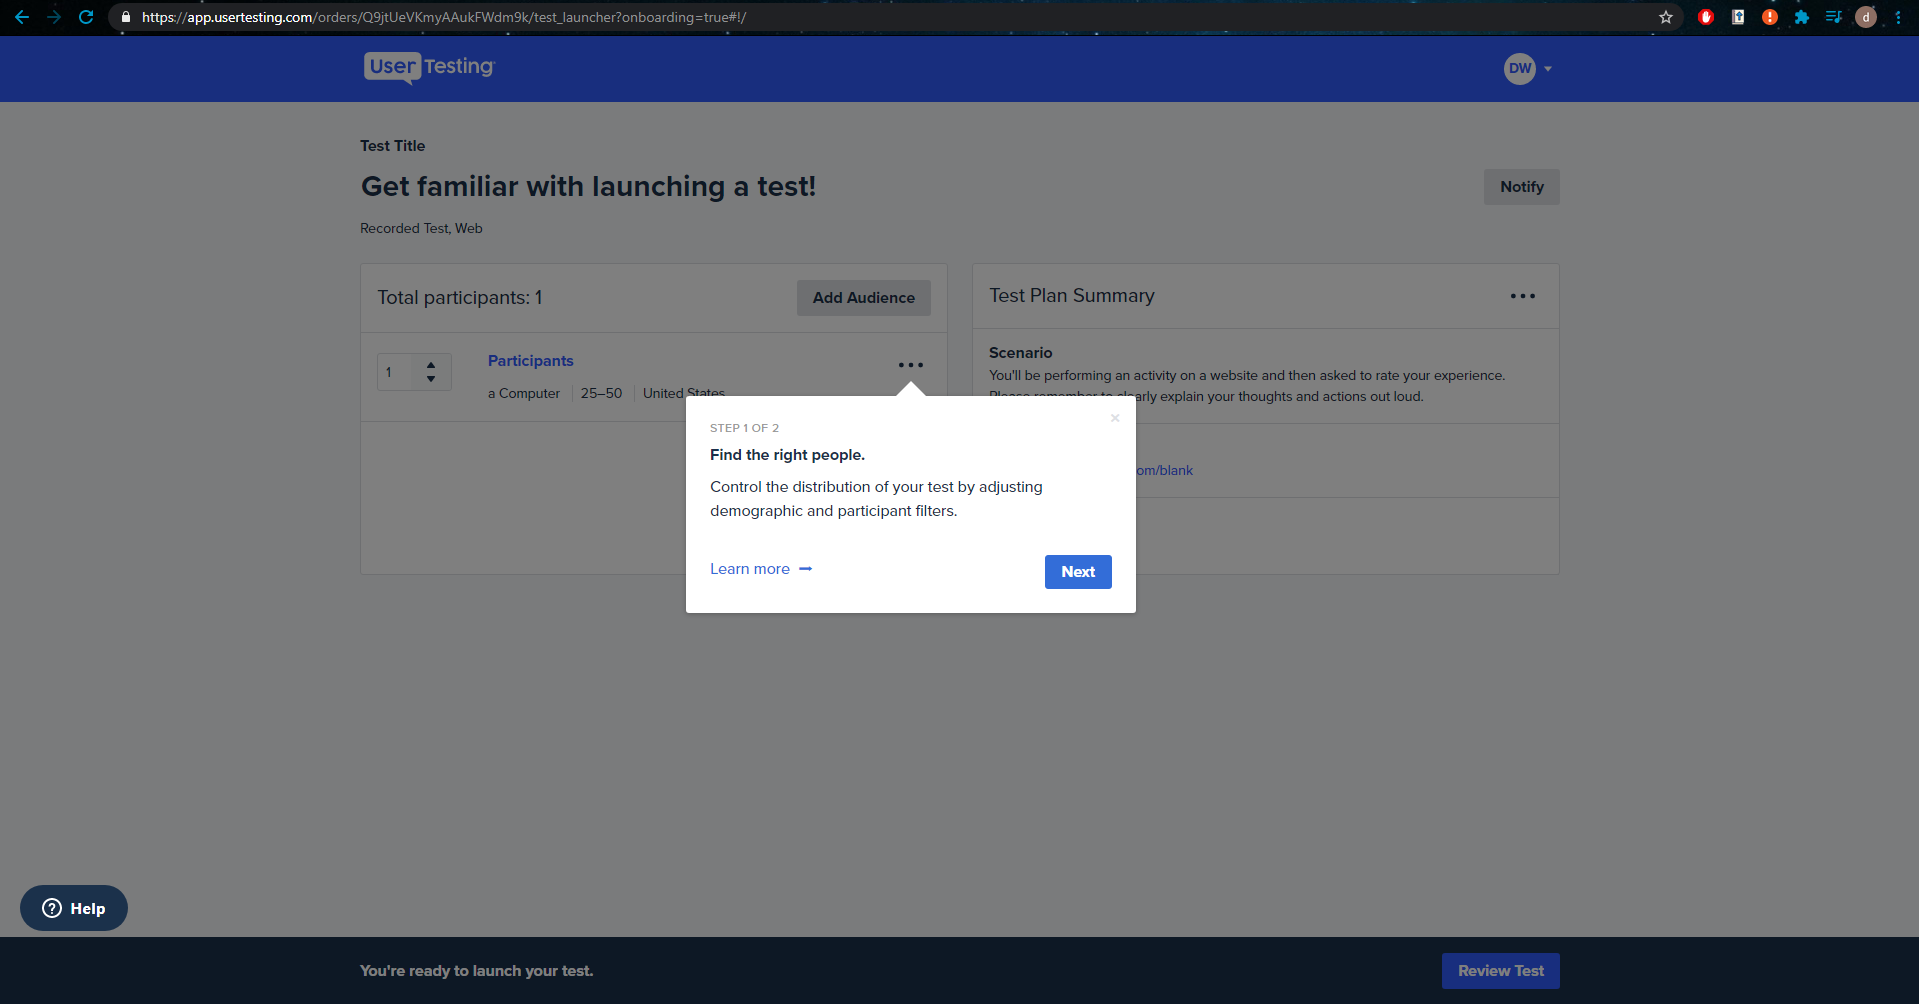 https://app.usertesting.com/orders/Q9jtUeVKmyAAukFWdm9k/test_launcher?onboarding=true#!/
d
User Testing
DW
Test Title
Get familiar with launching a test!
Notify
Recorded Test, Web
Total participants: 1
Add Audience
Test Plan Summary
1
Participants
a Computer
25–50
United States
Scenario
You'll be performing an activity on a website and then asked to rate your experience.
Please remember to clearly explain your thoughts and actions out loud.
om/blank
STEP 1 OF 2
Find the right people.
Control the distribution of your test by adjusting
demographic and participant filters.
Learn more
Next
Help
You're ready to launch your test.
Review Test